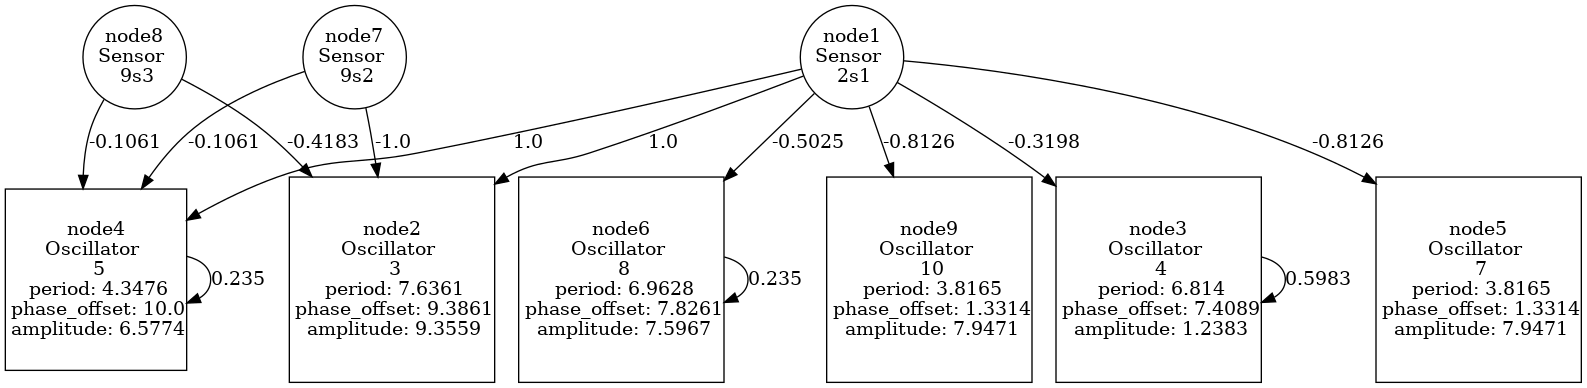 node8
Sensor
9s3
node7
Sensor
9s2
node1
Sensor
2s1
-0.1061
-0.1061
-0.4183
-1.0
1.0
1.0
-0.5025
-0.8126
-0.3198
-0.8126
node4
Oscillator
5
period: 4.3476
phase_offset: 10.0
amplitude: 6.5774
0.235
node2
Oscillator
3
period: 7.6361
phase_offset: 9.3861
amplitude: 9.3559
node6
Oscillator
8
period: 6.9628
phase_offset: 7.8261
amplitude: 7.5967
0.235
node9
Oscillator
10
period: 3.8165
phase_offset: 1.3314
amplitude: 7.9471
node3
Oscillator
4
period: 6.814
phase_offset: 7.4089
amplitude: 1.2383
0.5983
node5
Oscillator
7
period: 3.8165
phase_offset: 1.3314
amplitude: 7.9471